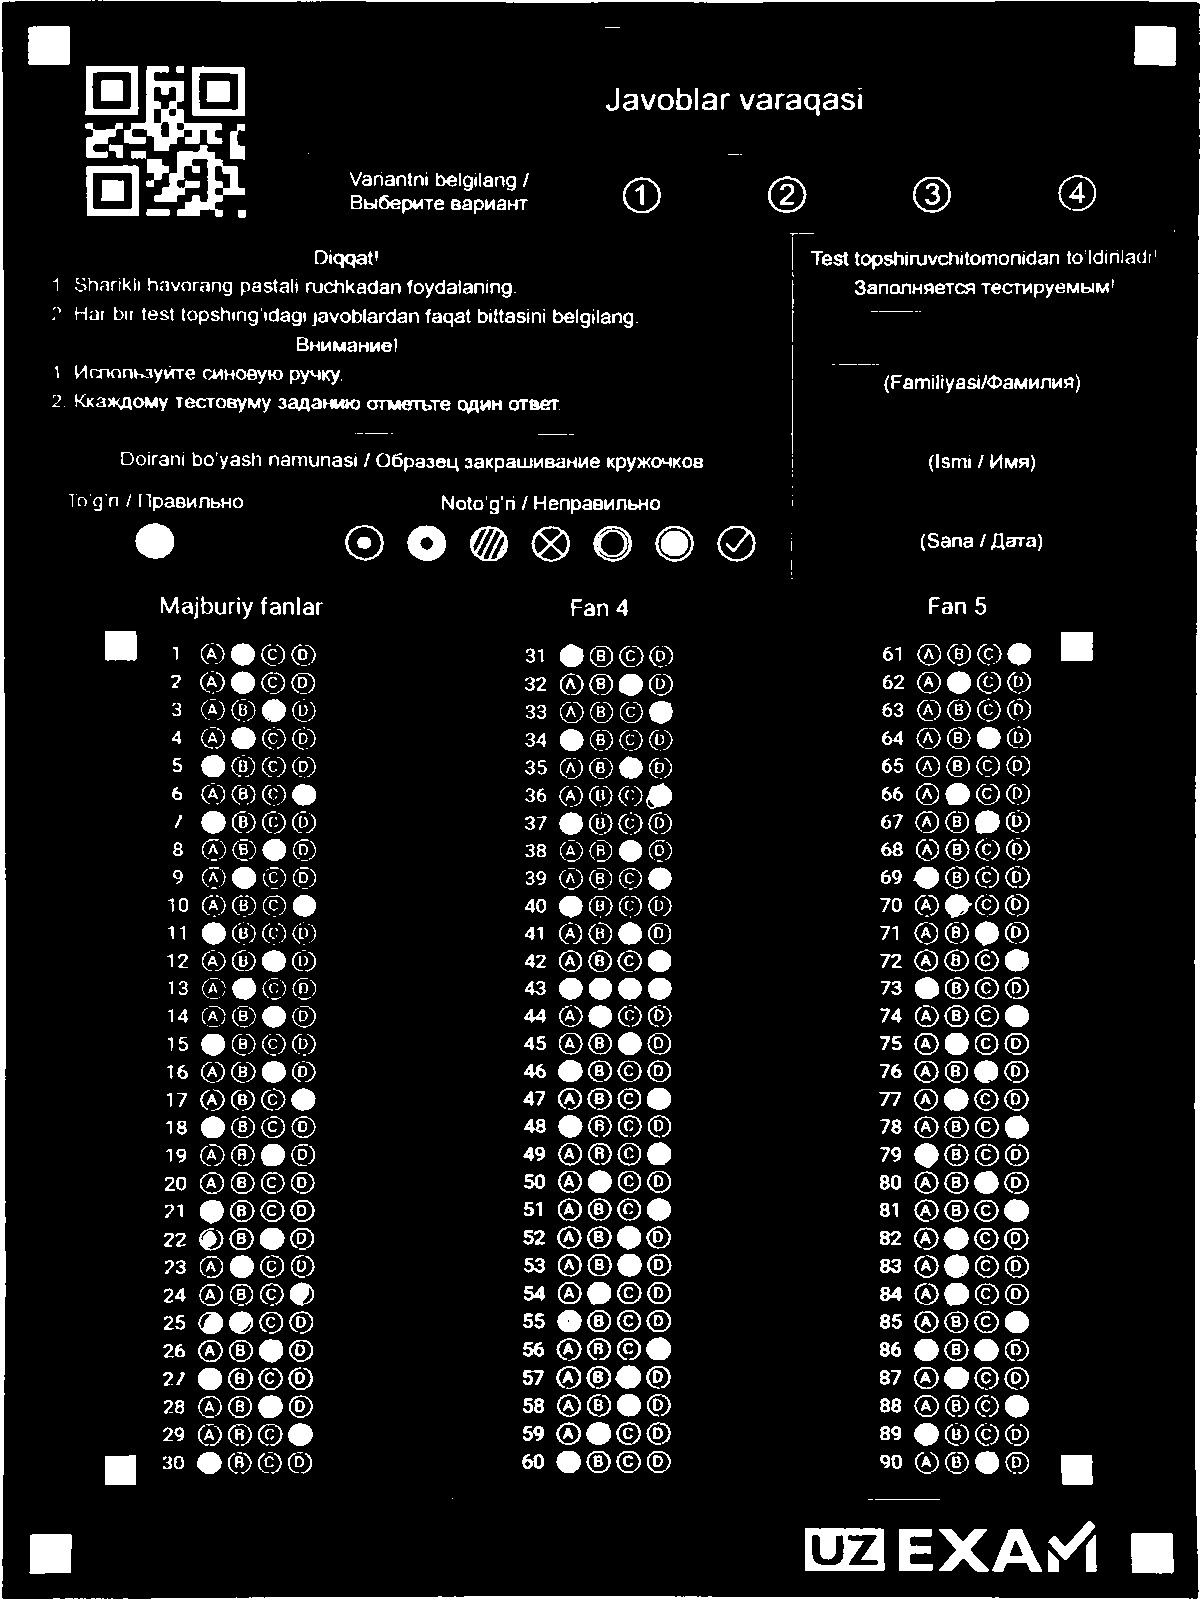 Javoblar varaqasi
Variantni belgilang /
Выберите вариант
1 2 3 4
Diqqat!
1. Sharikli havorang pastali ruchkadan foydalaning.
2. Har bir test topshirig'idagi javoblardan faqat bittasini belgilang.
Внимание!
1. Используйте синовую ручку.
2. Ккаждому тестовуму заданию отметьте один ответ.
Doirani bo'yash namunasi / Образец закрашивание кружочков
To'g'ri / Правильно
Noto'g'ri / Неправильно
Test topshiruvchitomonidan to'ldiriladi!
Заполняется тестируемым!
(Familiyasi/Фамилия)
(Ismi / Имя)
(Sana / Дата)
Majburiy fanlar
1 A C D
2 A C D
3 A B D
4 A C D
5 B C D
6 A B C
7 B C D
8 A B D
9 A C D
10 A B C
11 B C D
12 A B D
13 A C D
14 A B D
15 B C D
16 A B D
17 A B C
18 B C D
19 A B D
20 A B C D
21 B C D
22 B D
23 A C D
24 A B C
25 C D
26 A B D
27 B C D
28 A B D
29 A B C
30 B C D
Fan 4
31 B C D
32 A B D
33 A B C
34 B C D
35 A B D
36 A B C
37 B C D
38 A B D
39 A B C
40 B C D
41 A B D
42 A B C
43
44 A C D
45 A B D
46 B C D
47 A B C
48 B C D
49 A B C
50 A C D
51 A B C
52 A B D
53 A B D
54 A C D
55 B C D
56 A B C
57 A B D
58 A B D
59 A C D
60 B C D
Fan 5
61 A B C
62 A C D
63 A B C D
64 A B D
65 A B C D
66 A C D
67 A B D
68 A B C D
69 B C D
70 A C D
71 A B D
72 A B C
73 B C D
74 A B C
75 A C D
76 A B D
77 A C D
78 A B C
79 B C D
80 A B D
81 A B C
82 A C D
83 A C D
84 A C D
85 A B C
86 B D
87 A C D
88 A B C
89 B C D
90 A B D
UZ EXAM